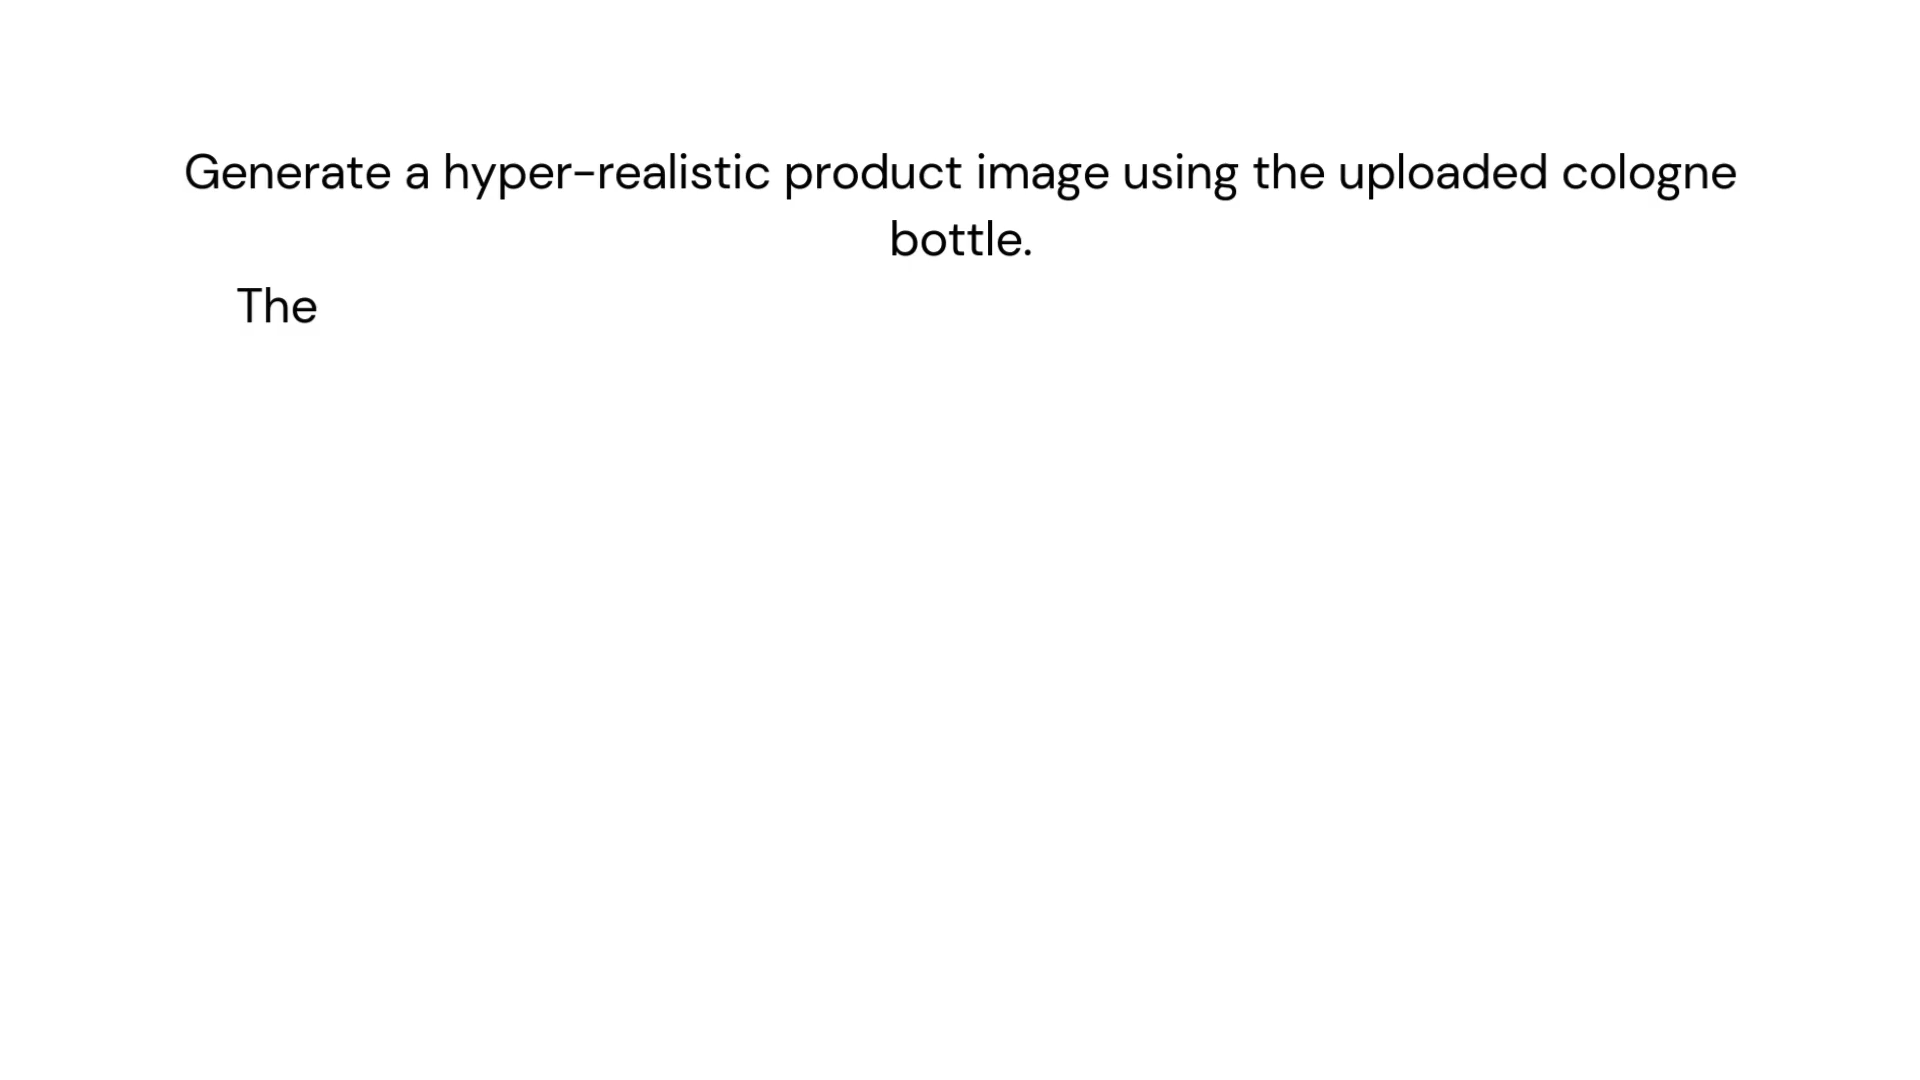 Generate a hyper-realistic product image using the uploaded cologne
bottle.
The